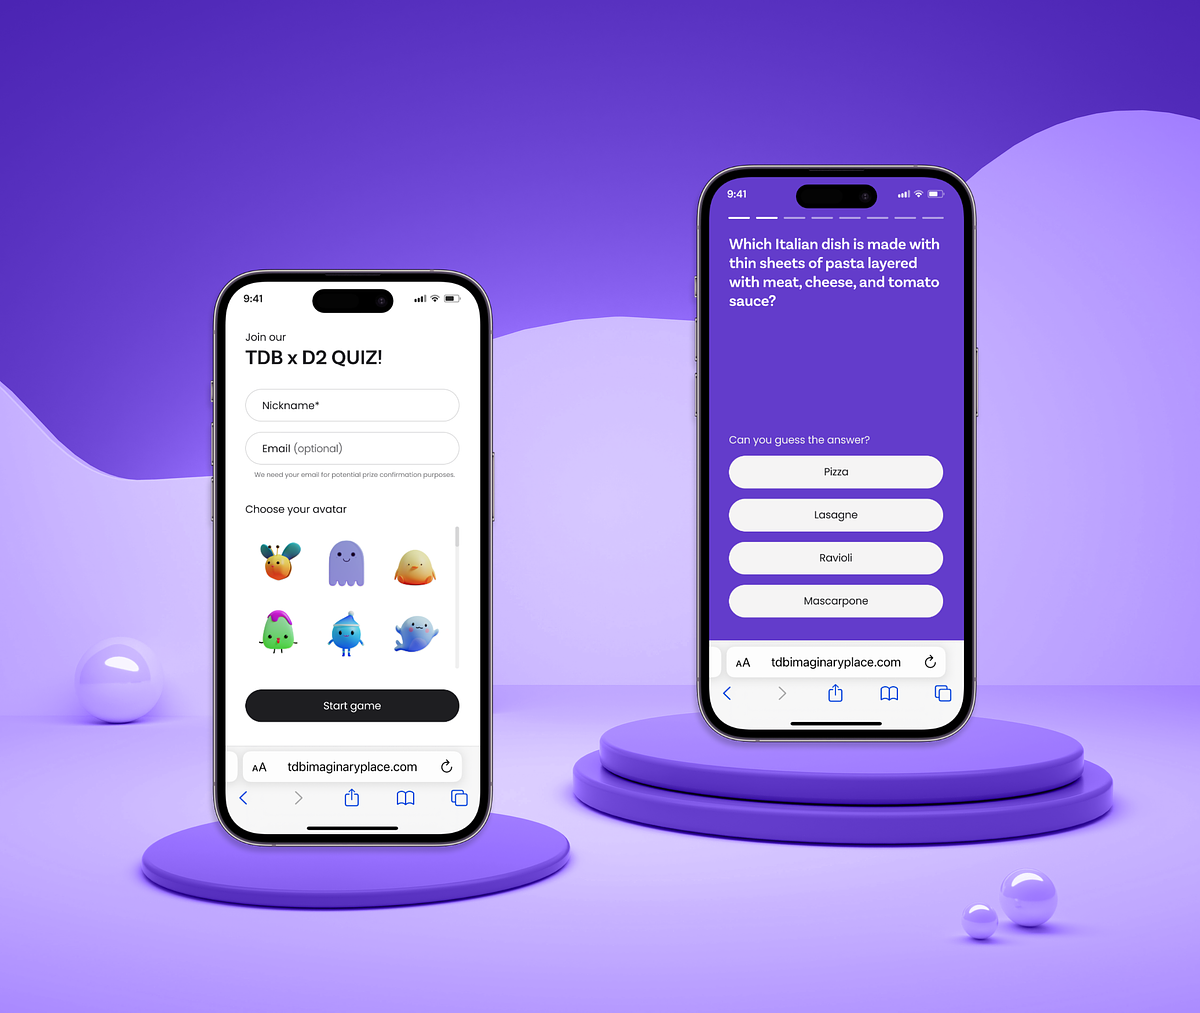 9:41
Join our
TDB x D2 QUIZ!
Nickname*
Email (optional)
We need your email for potential prize confirmation purposes.
Choose your avatar
Start game
AA tdbimaginaryplace.com
9:41
Which Italian dish is made with
thin sheets of pasta layered
with meat, cheese, and tomato
sauce?
Can you guess the answer?
Pizza
Lasagne
Ravioli
Mascarpone
AA tdbimaginaryplace.com